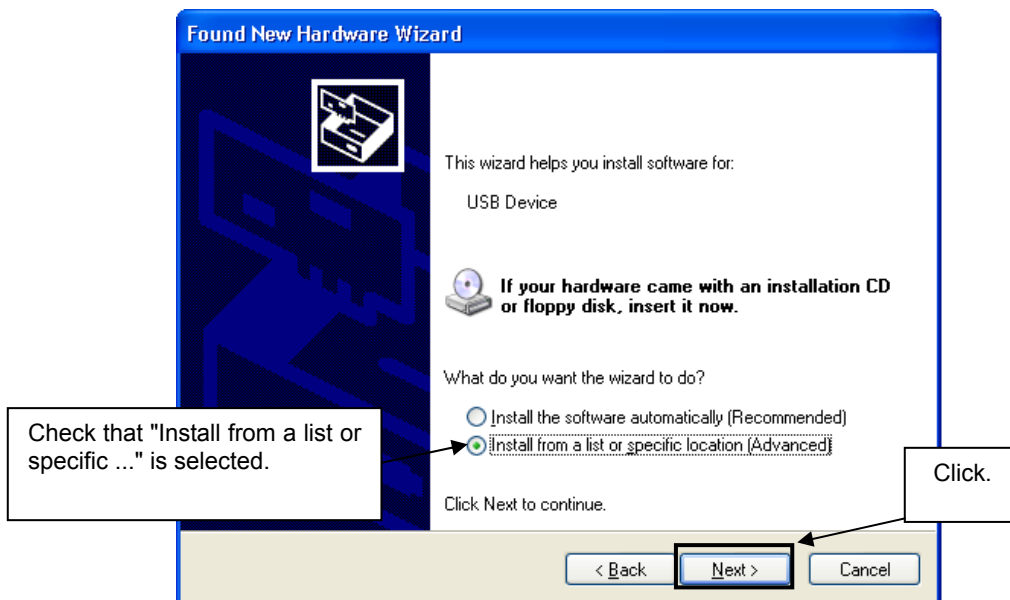 Found New Hardware Wizard
This wizard helps you install software for:
USB Device
If your hardware came with an installation CD
or floppy disk, insert it now.
What do you want the wizard to do?
Install the software automatically (Recommended)
Install from a list or specific location (Advanced)
Check that "Install from a list or
specific ..." is selected.
Click.
Click Next to continue.
< Back
Next >
Cancel